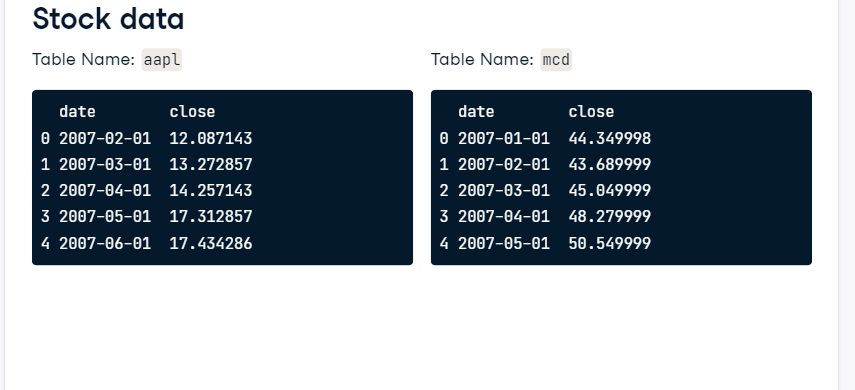 Stock data
Table Name: aapl
date close
0 2007-02-01 12.087143
1 2007-03-01 13.272857
2 2007-04-01 14.257143
3 2007-05-01 17.312857
4 2007-06-01 17.434286
Table Name: mcd
date close
0 2007-01-01 44.349998
1 2007-02-01 43.689999
2 2007-03-01 45.049999
3 2007-04-01 48.279999
4 2007-05-01 50.549999